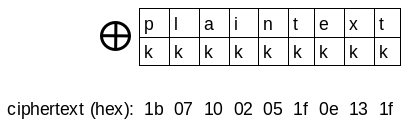 ⊕ p l a i n t e x t
k k k k k k k k k
ciphertext (hex): 1b 07 10 02 05 1f 0e 13 1f